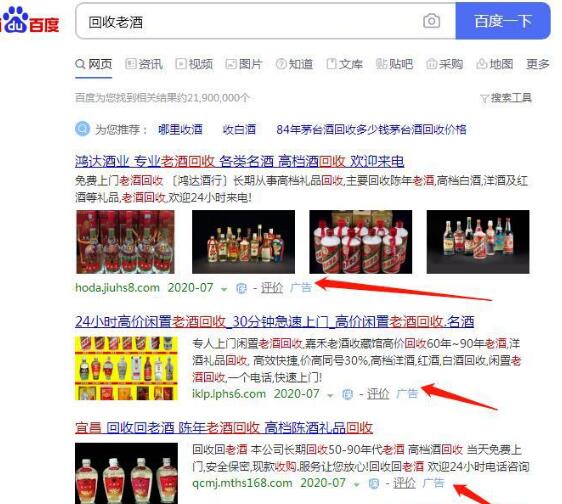 du百度
回收老酒
百度一下
网页 资讯 视频 图片 知道 文库 贴吧 采购 地图 更多
百度为您找到相关结果约21,900,000个
搜索工具
为您推荐: 哪里收酒 收白酒 84年茅台酒回收多少钱茅台酒回收价格
鸿达酒业 专业老酒回收 各类名酒 高档酒回收 欢迎来电
免费上门老酒回收 〔鸿达酒行〕长期从事高档礼品回收,主要回收陈年老酒,高档白酒,洋酒及红
酒等礼品,老酒回收,欢迎24小时来电!
hoda.jiuhs8.com 2020-07 - 评价 广告
24小时高价闲置老酒回收_30分钟急速上门_高价闲置老酒回收.名酒
专人上门闲置老酒回收,嘉禾老酒收藏馆高价回收60年~90年老酒,洋
酒礼品回收, 高效快捷,价高同号30%,高档洋酒,红酒,白酒回收,闲置老
酒回收,一个电话,快速上门!
iklp.lphs6.com 2020-07 - 评价 广告
宜昌 回收回老酒 陈年老酒回收 高档陈酒礼品回收
回收回老酒 本公司长期回收50-90年代老酒 高档酒回收 当天免费上
门,安全保密,现款收购,服务让您放心!回收回老酒 欢迎24小时电话咨询
qcmj.mths168.com 2020-07 - 评价 广告